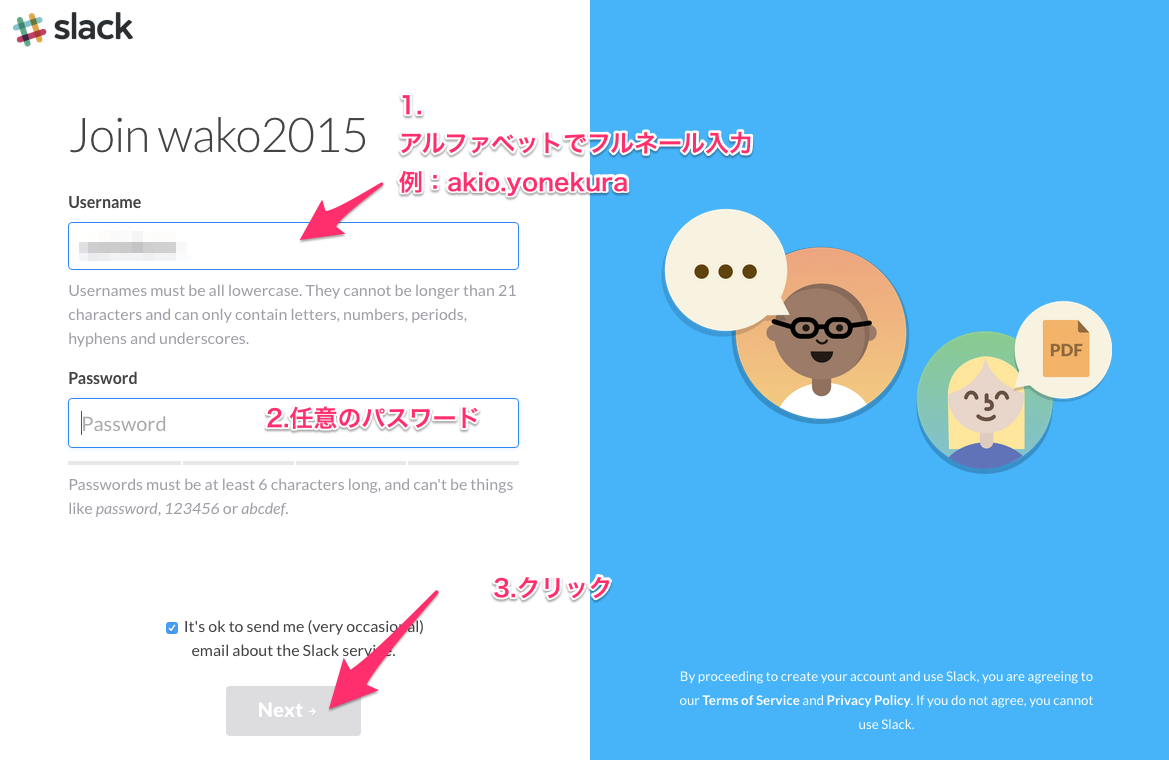 slack
1.
アルファベットでフルネール入力
Join wako2015
例：akio.yonekura
Username
Usernames must be all lowercase. They cannot be longer than 21
characters and can only contain letters, numbers, periods,
hyphens and underscores.
Password
Password
2.任意のパスワード
Passwords must be at least 6 characters long, and can't be things
like password, 123456 or abcdef.
3.クリック
It's ok to send me (very occasional)
email about the Slack service.
Next →
PDF
By proceeding to create your account and use Slack, you are agreeing to
our Terms of Service and Privacy Policy. If you do not agree, you cannot
use Slack.